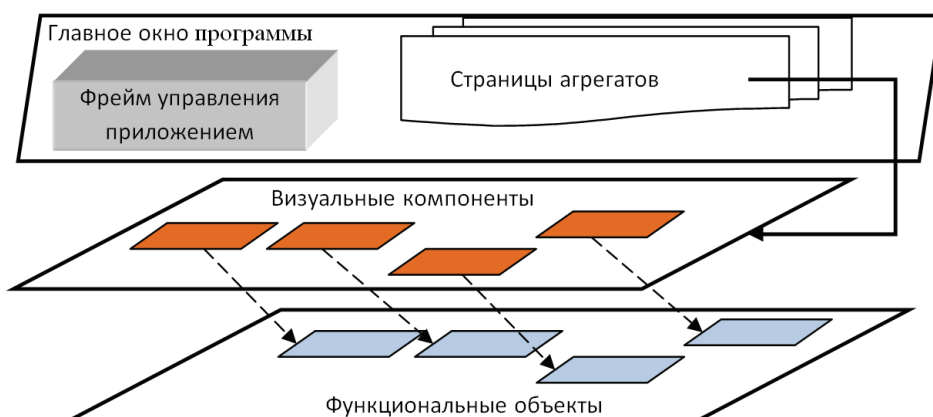 Главное окно программы
Фрейм управления
приложением
Страницы агрегатов
Визуальные компоненты
Функциональные объекты